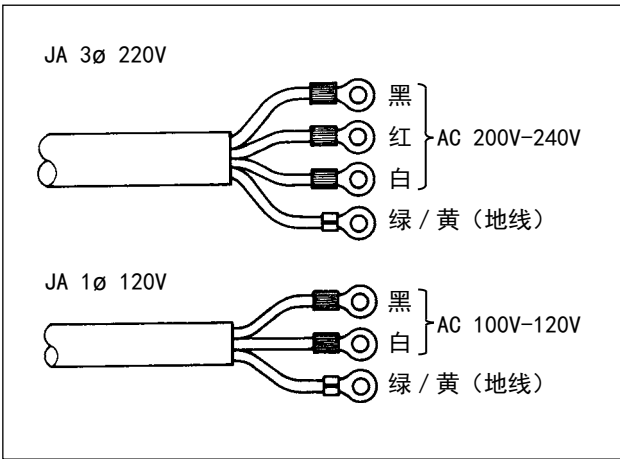 JA 3ø 220V
黑
红
AC 200V-240V
白
绿 / 黄（地线）
JA 1ø 120V
黑
AC 100V-120V
白
绿 / 黄（地线）